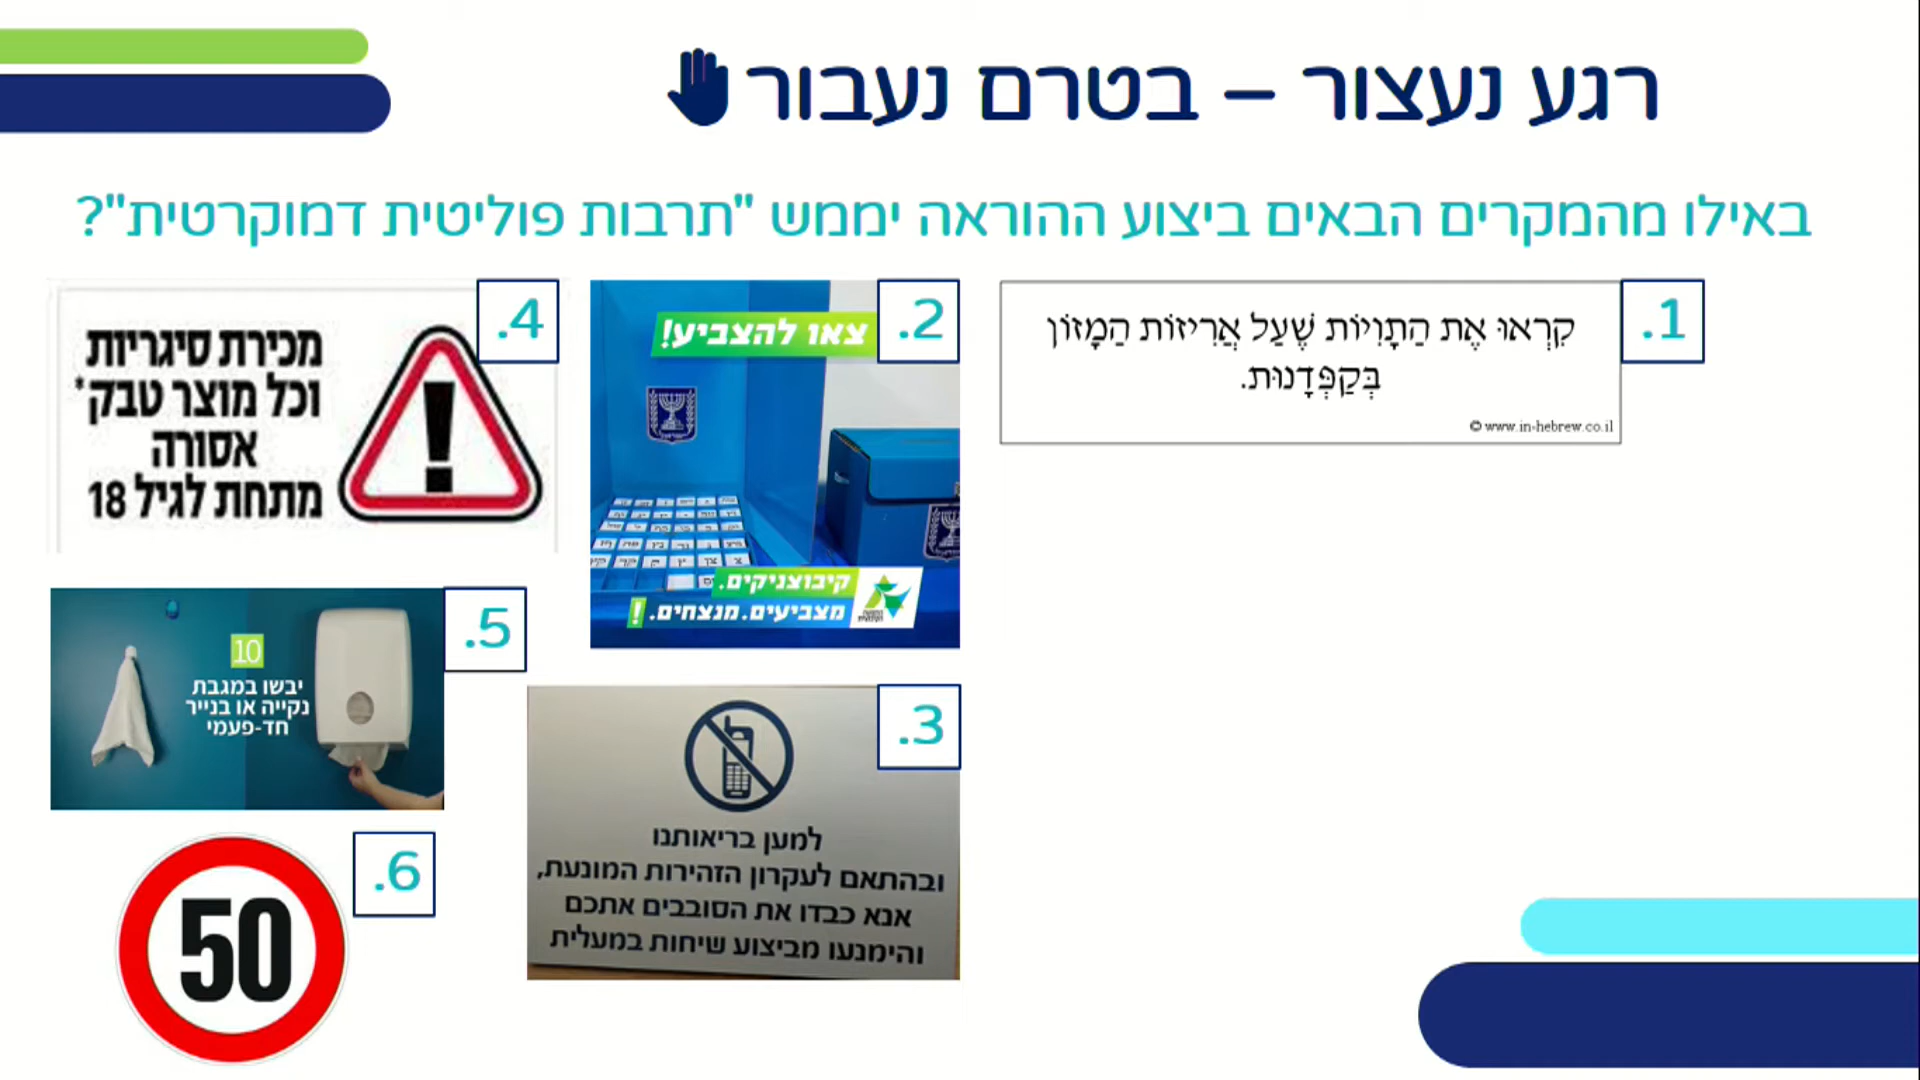 רגע נעצור – בטרם נעבור
באילו מהמקרים הבאים ביצוע ההוראה יממש "תרבות פוליטית דמוקרטית"?
1.
קִרְאוּ אֶת הַתָוִיוֹת שֶׁעַל אֲרִיזוֹת הַמָזוֹן
בְּקַפְּדָנוּת.
© www.in-hebrew.co.il
2.
צאו להצביע!
קיבוצניקים.
מצביעים. מנצחים.!
3.
למען בריאותנו
ובהתאם לעקרון הזהירות המונעת,
אנא כבדו את הסובבים אתכם
והימנעו מביצוע שיחות במעלית
4.
מכירת סיגריות
וכל מוצר טבק*
אסורה
מתחת לגיל 18
5.
10
יבשו במגבת
נקייה או בנייר
חד-פעמי
6.
50